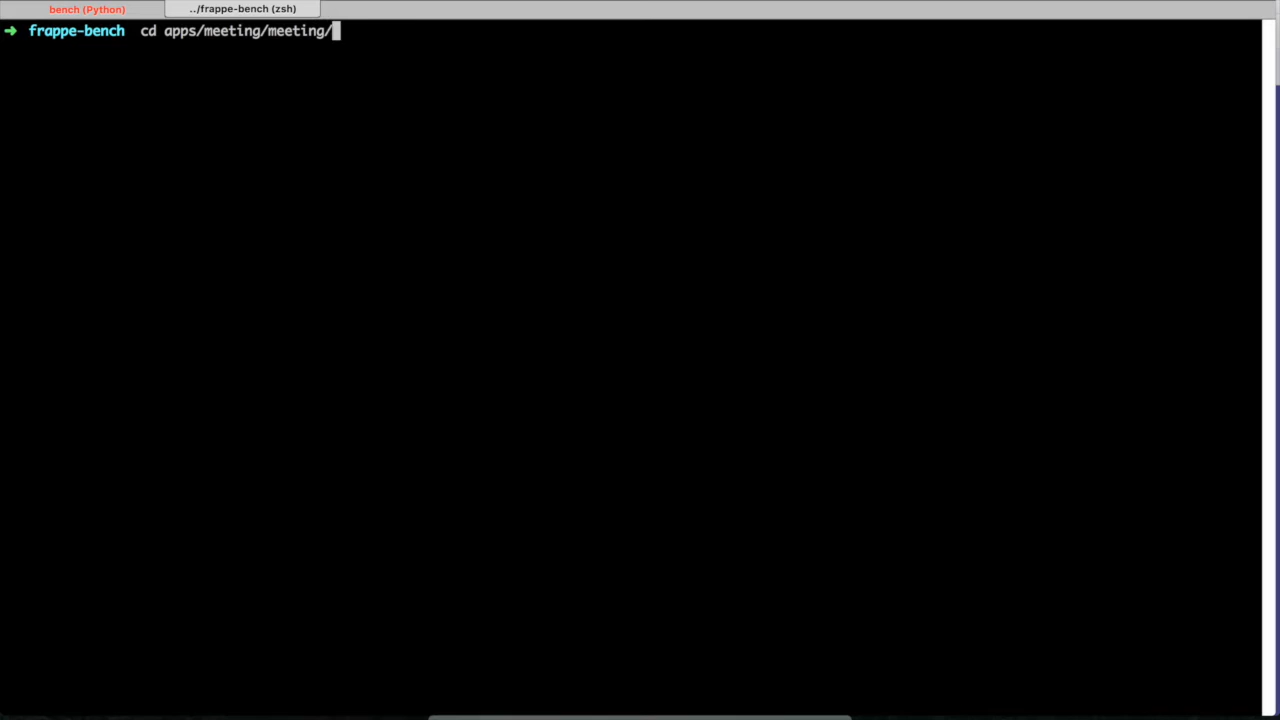 bench (Python)
../frappe-bench (zsh)
➜ frappe-bench cd apps/meeting/meeting/